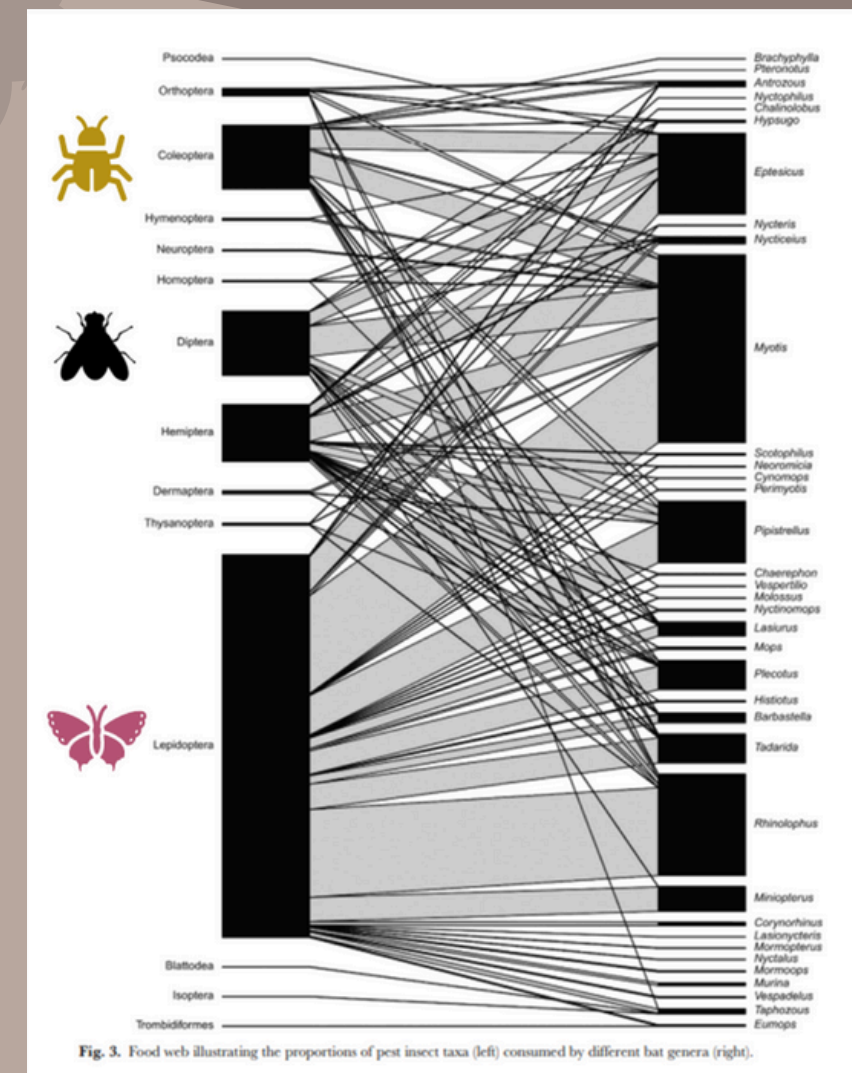 Psocodea
Orthoptera
Coleoptera
Hymenoptera
Neuroptera
Homoptera
Diptera
Hemiptera
Dermaptera
Thysanoptera
Lepidoptera
Blattodea
Isoptera
Trombidiformes
Brachyphylla
Pteronotus
Antrozous
Nyctophilus
Chalinolobus
Hypsugo
Eptesicus
Nycteris
Nycticeius
Myotis
Scotophilus
Neoromicia
Cynomops
Perimyotis
Pipistrellus
Chaerephon
Vespertilio
Molossus
Nyctinomops
Lasiurus
Mops
Plecotus
Histiotus
Barbastella
Tadarida
Rhinolophus
Miniopterus
Corynorhinus
Lasionycteris
Mormopterus
Nyctalus
Mormoops
Murina
Vespadelus
Taphozous
Eumops
Fig. 3. Food web illustrating the proportions of pest insect taxa (left) consumed by different bat genera (right).